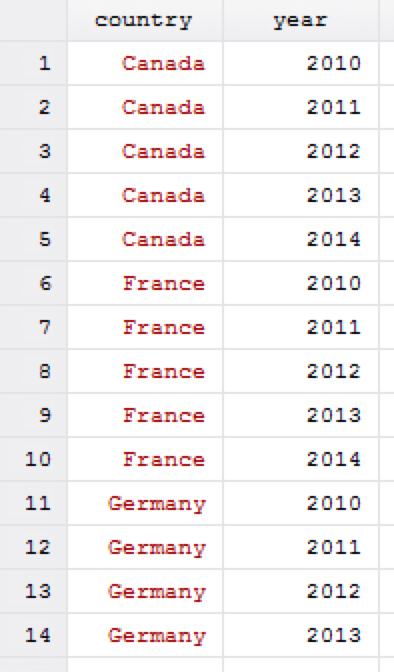 country year
1 Canada 2010
2 Canada 2011
3 Canada 2012
4 Canada 2013
5 Canada 2014
6 France 2010
7 France 2011
8 France 2012
9 France 2013
10 France 2014
11 Germany 2010
12 Germany 2011
13 Germany 2012
14 Germany 2013